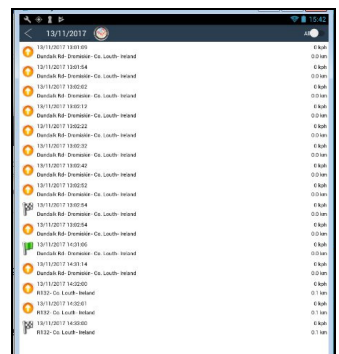 15:42
13/11/2017
All
13/11/2017 13:01:05 0 kph
Dundalk Rd- Dromiskin- Co. Louth- Ireland 0.0 km
13/11/2017 13:01:54 0 kph
Dundalk Rd- Dromiskin- Co. Louth- Ireland 0.0 km
13/11/2017 13:02:02 0 kph
Dundalk Rd- Dromiskin- Co. Louth- Ireland 0.0 km
13/11/2017 13:02:12 0 kph
Dundalk Rd- Dromiskin- Co. Louth- Ireland 0.0 km
13/11/2017 13:02:22 0 kph
Dundalk Rd- Dromiskin- Co. Louth- Ireland 0.0 km
13/11/2017 13:02:32 0 kph
Dundalk Rd- Dromiskin- Co. Louth- Ireland 0.0 km
13/11/2017 13:02:42 0 kph
Dundalk Rd- Dromiskin- Co. Louth- Ireland 0.0 km
13/11/2017 13:02:52 0 kph
Dundalk Rd- Dromiskin- Co. Louth- Ireland 0.0 km
13/11/2017 13:02:54 0 kph
Dundalk Rd- Dromiskin- Co. Louth- Ireland 0.0 km
13/11/2017 13:02:54 0 kph
Dundalk Rd- Dromiskin- Co. Louth- Ireland 0.0 km
13/11/2017 14:31:06 0 kph
Dundalk Rd- Dromiskin- Co. Louth- Ireland 0.0 km
13/11/2017 14:31:14 0 kph
Dundalk Rd- Dromiskin- Co. Louth- Ireland 0.0 km
13/11/2017 14:32:00 0 kph
R132- Co. Louth- Ireland 0.1 km
13/11/2017 14:32:01 0 kph
R132- Co. Louth- Ireland 0.1 km
13/11/2017 14:33:00 0 kph
R132- Co. Louth- Ireland 0.1 km